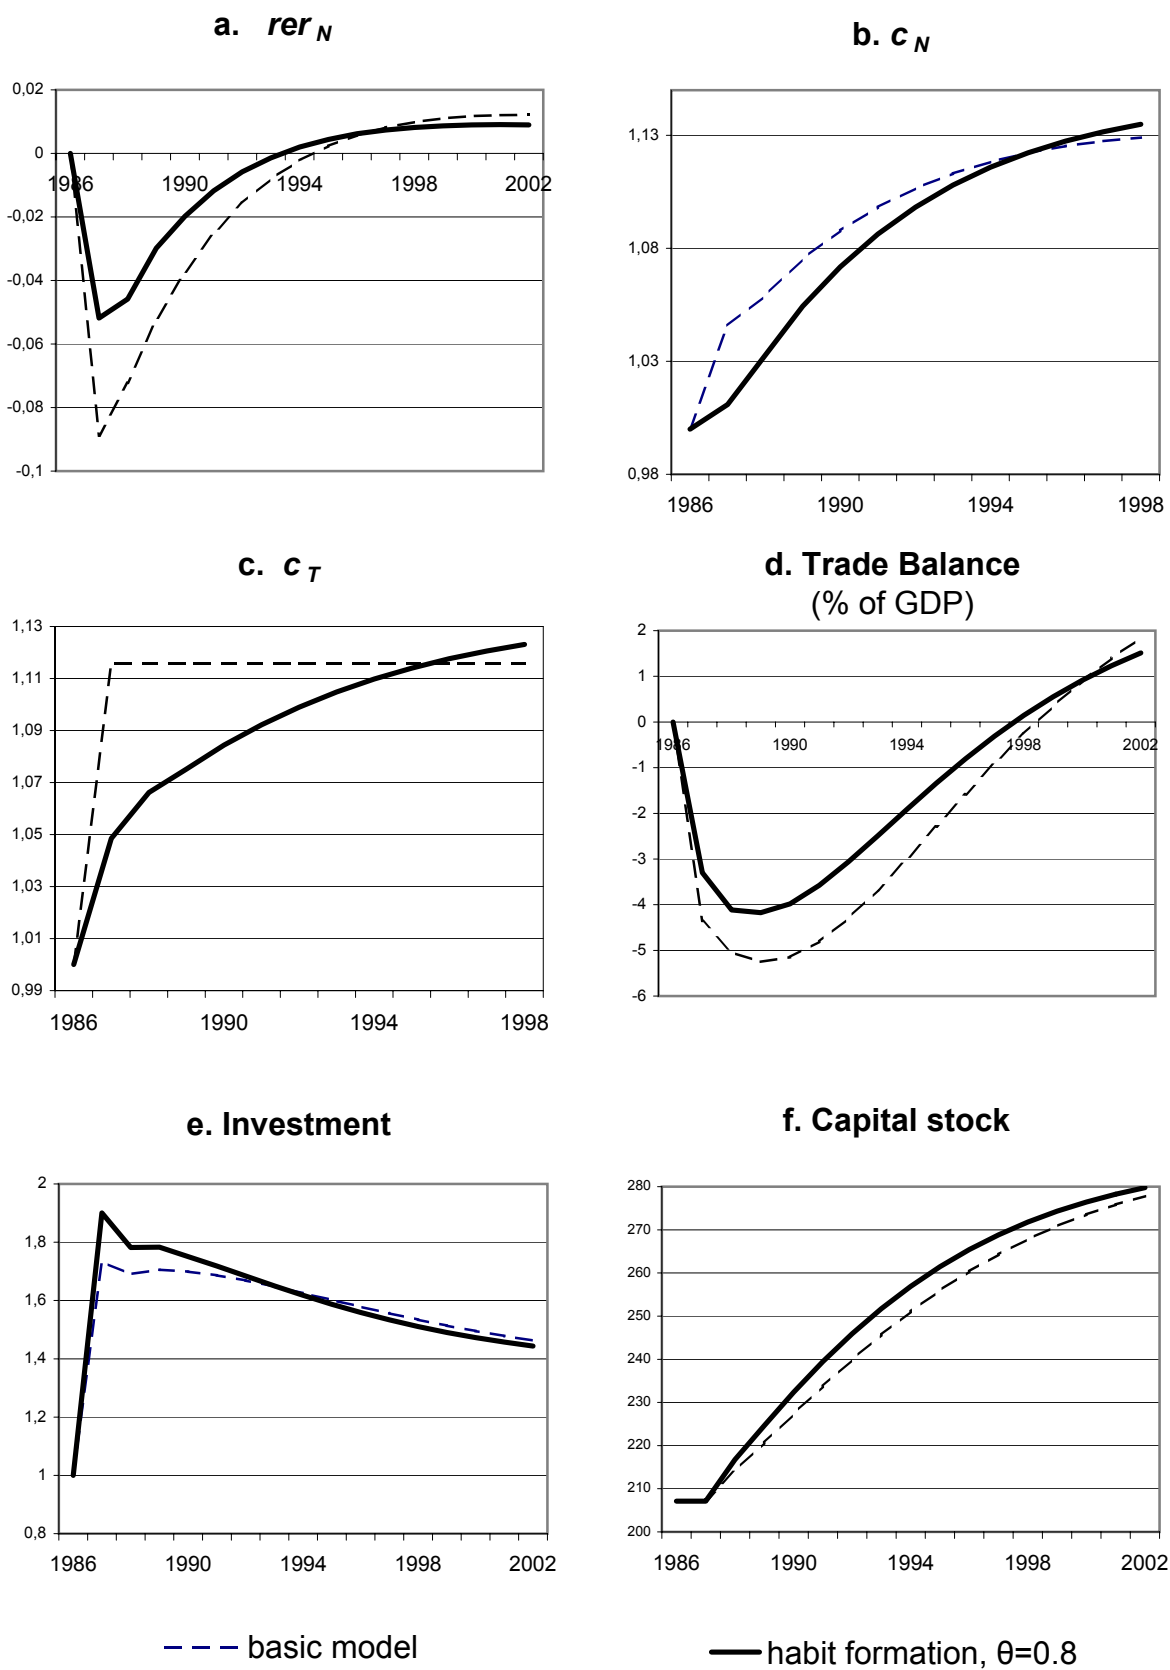 a. rer N
0,02
0
-0,02
-0,04
-0,06
-0,08
-0,1
1986 1990 1994 1998 2002
b. c N
1,13
1,08
1,03
0,98
1986 1990 1994 1998
c. c T
1,13
1,11
1,09
1,07
1,05
1,03
1,01
0,99
1986 1990 1994 1998
d. Trade Balance
(% of GDP)
2
1
0
-1
-2
-3
-4
-5
-6
1986 1990 1994 1998 2002
e. Investment
2
1,8
1,6
1,4
1,2
1
0,8
1986 1990 1994 1998 2002
f. Capital stock
280
270
260
250
240
230
220
210
200
1986 1990 1994 1998 2002
basic model
habit formation, θ=0.8